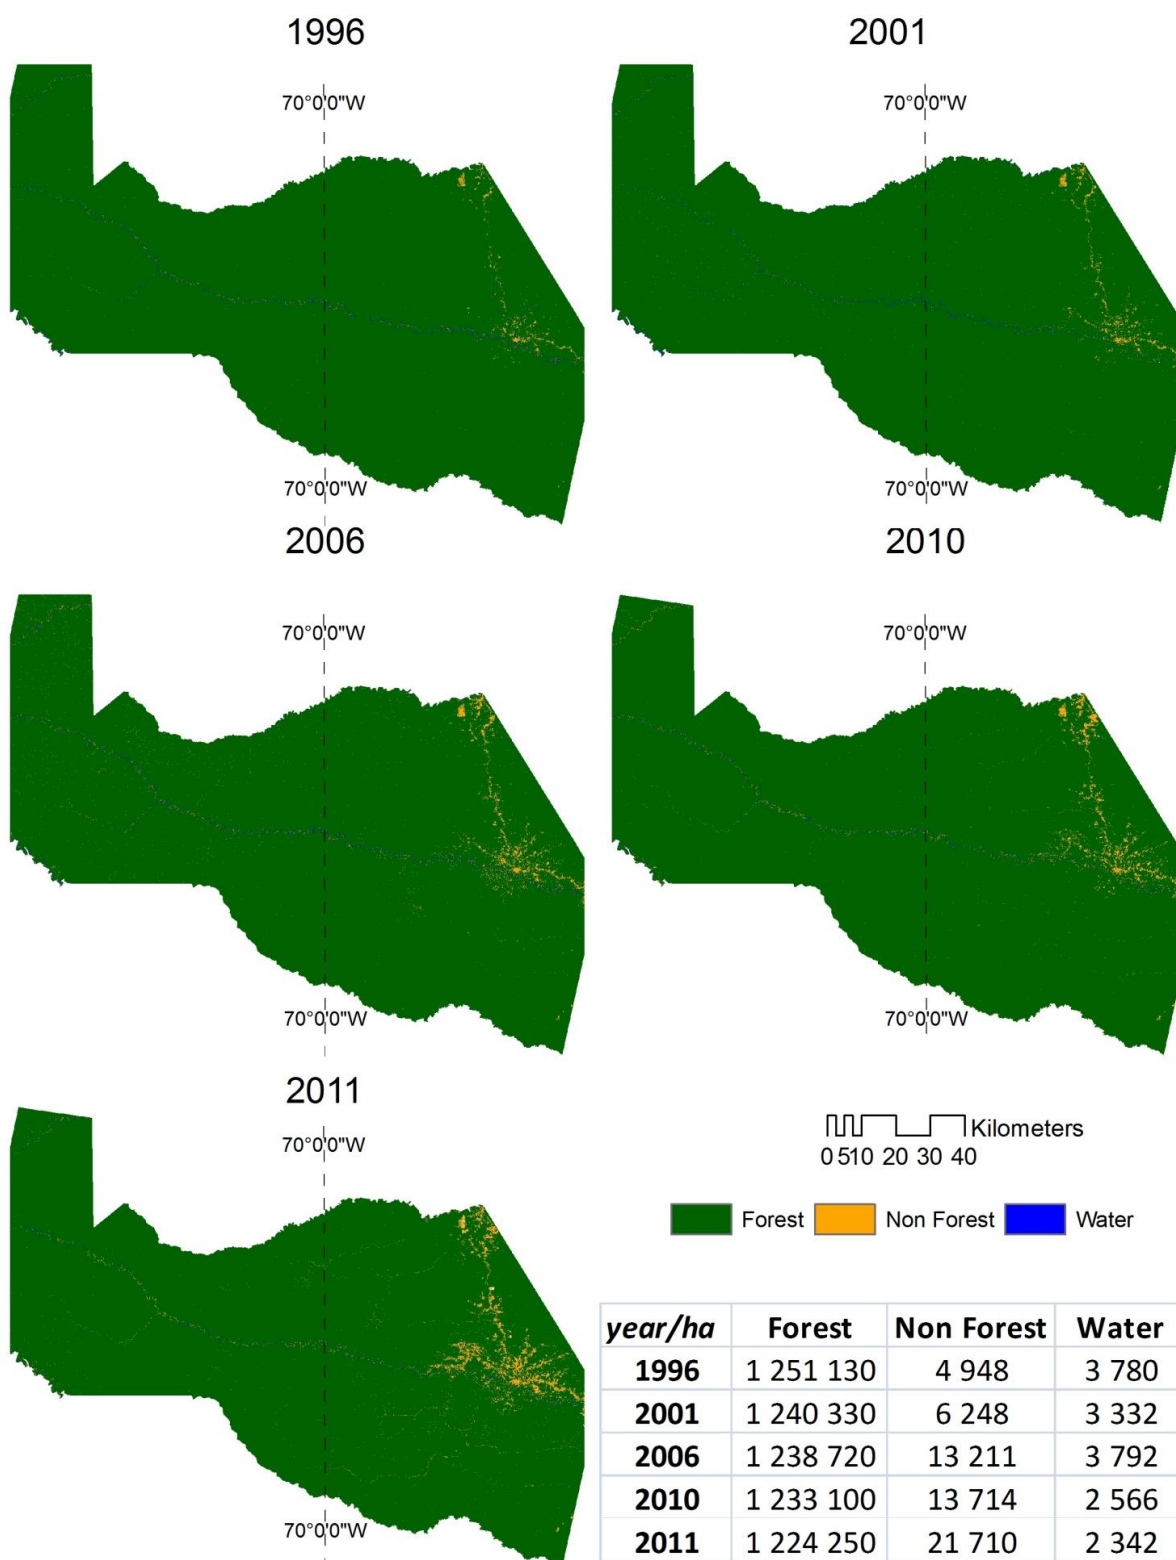 1996
2001
70°0'0"W
70°0'0"W
70°0'0"W
70°0'0"W
2006
2010
70°0'0"W
70°0'0"W
70°0'0"W
70°0'0"W
2011
70°0'0"W
Kilometers
0 5 10 20 30 40
Forest Non Forest Water
year/ha Forest Non Forest Water
1996 1 251 130 4 948 3 780
2001 1 240 330 6 248 3 332
2006 1 238 720 13 211 3 792
2010 1 233 100 13 714 2 566
2011 1 224 250 21 710 2 342
70°0'0"W